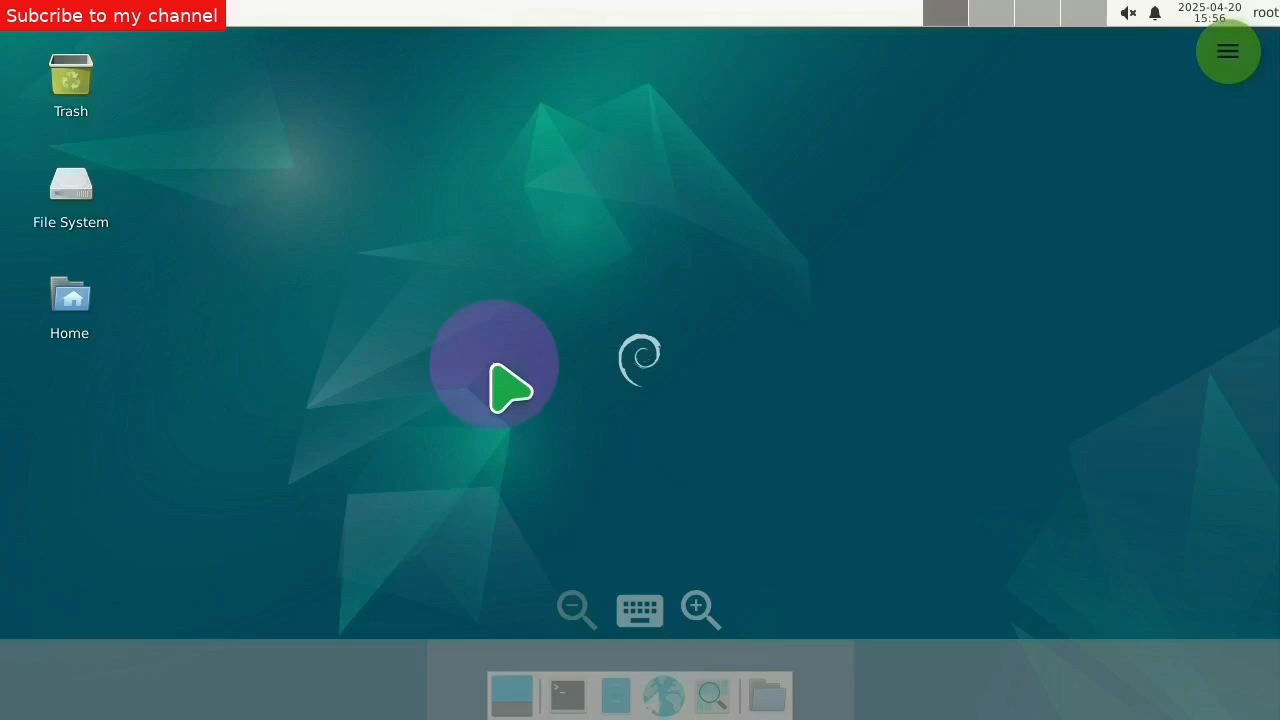 Subcribe to my channel
2025-04-20
15:56
root
Trash
File System
Home